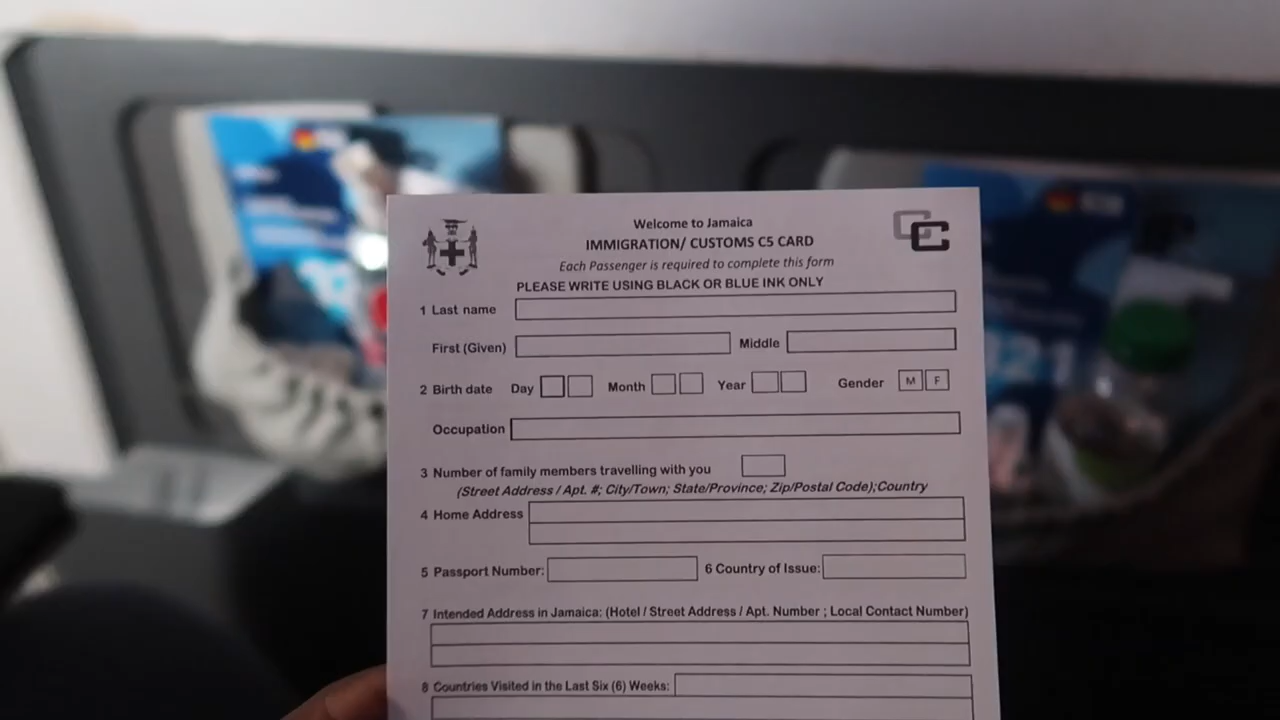 Welcome to Jamaica
IMMIGRATION/ CUSTOMS C5 CARD
Each Passenger is required to complete this form
PLEASE WRITE USING BLACK OR BLUE INK ONLY
1 Last name
First (Given) Middle
2 Birth date Day Month Year Gender M F
Occupation
3 Number of family members travelling with you
(Street Address / Apt. #; City/Town; State/Province; Zip/Postal Code);Country
4 Home Address
5 Passport Number: 6 Country of Issue:
7 Intended Address in Jamaica: (Hotel / Street Address / Apt. Number ; Local Contact Number)
8 Countries Visited in the Last Six (6) Weeks: